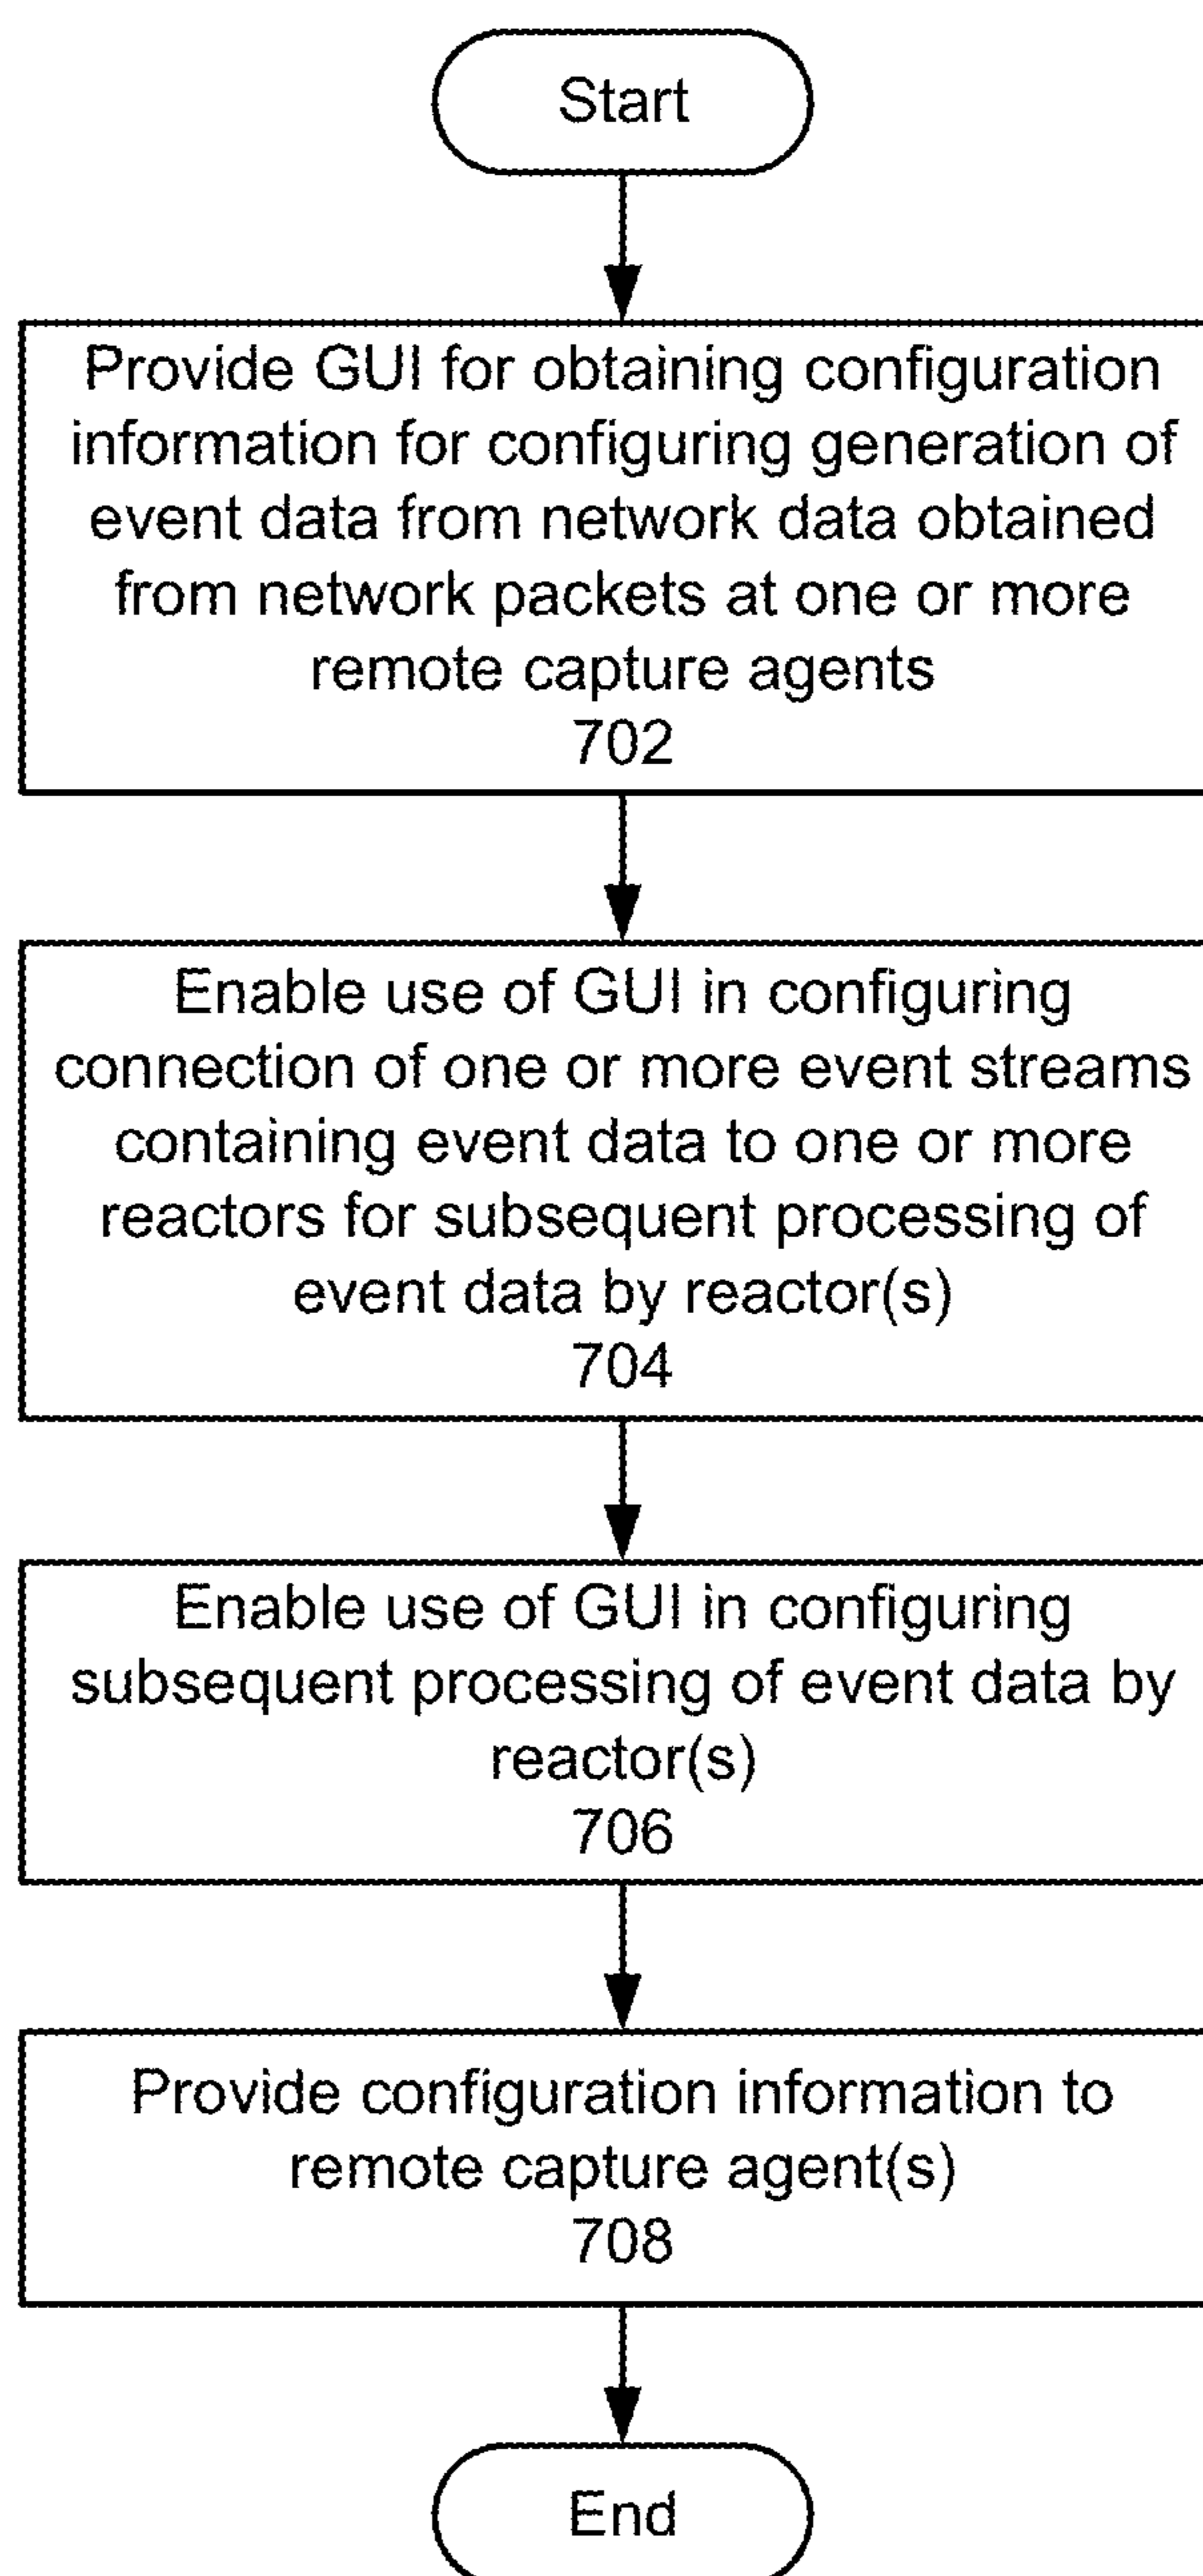 Start
Provide GUI for obtaining configuration
information for configuring generation of
event data from network data obtained
from network packets at one or more
remote capture agents
702
Enable use of GUI in configuring
connection of one or more event streams
containing event data to one or more
reactors for subsequent processing of
event data by reactor(s)
704
Enable use of GUI in configuring
subsequent processing of event data by
reactor(s)
706
Provide configuration information to
remote capture agent(s)
708
End